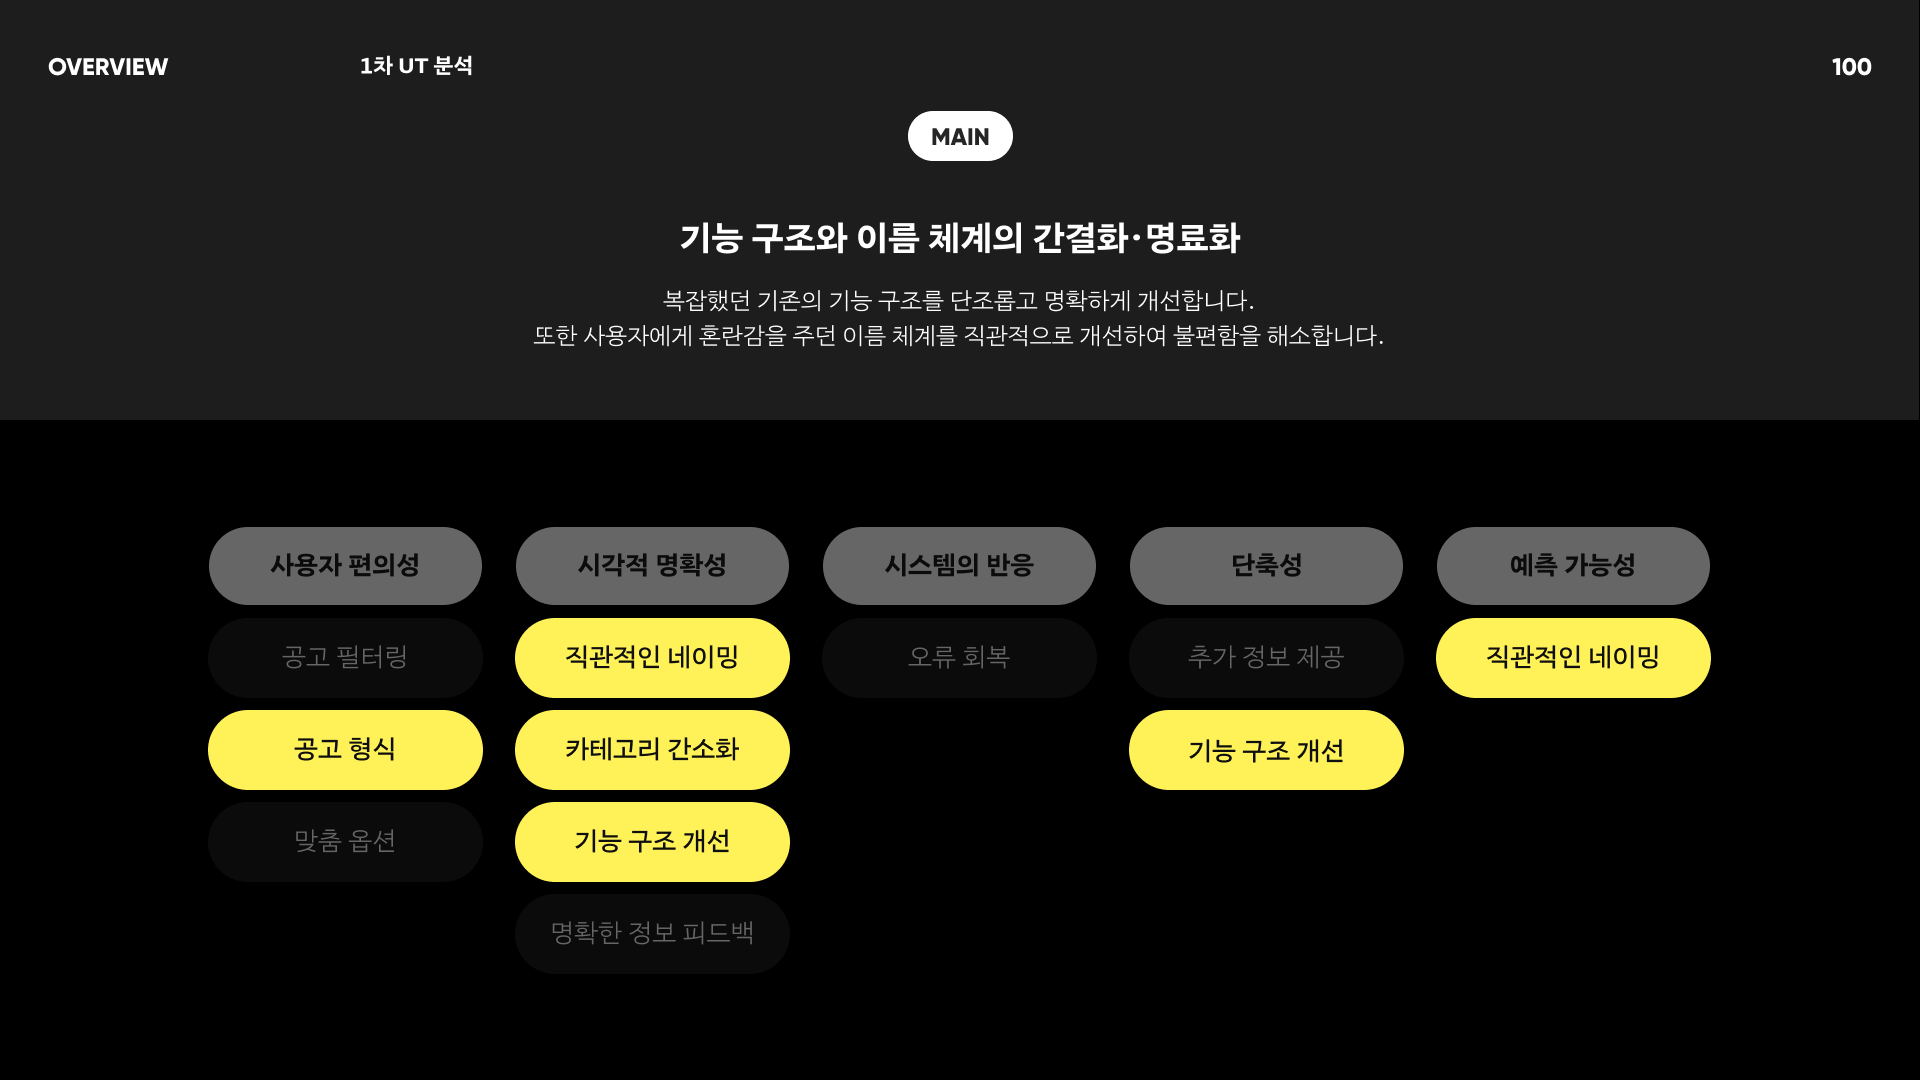 OVERVIEW
1차 UT 분석
100
MAIN
기능 구조와 이름 체계의 간결화·명료화
복잡했던 기존의 기능 구조를 단조롭고 명확하게 개선합니다.
또한 사용자에게 혼란감을 주던 이름 체계를 직관적으로 개선하여 불편함을 해소합니다.
사용자 편의성
공고 필터링
공고 형식
맞춤 옵션
시각적 명확성
직관적인 네이밍
카테고리 간소화
기능 구조 개선
명확한 정보 피드백
시스템의 반응
오류 회복
단축성
추가 정보 제공
기능 구조 개선
예측 가능성
직관적인 네이밍